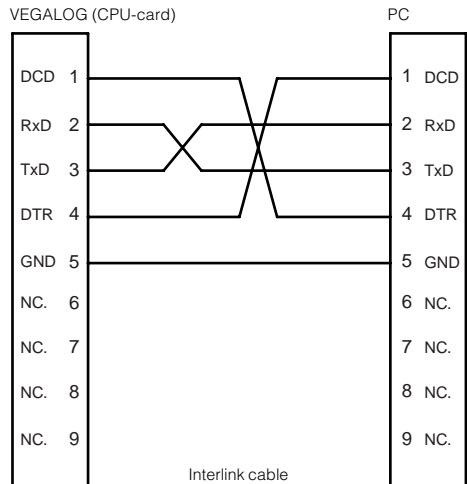 VEGALOG (CPU-card) PC
DCD 1 1 DCD
RxD 2 2 RxD
TxD 3 3 TxD
DTR 4 4 DTR
GND 5 5 GND
NC. 6 6 NC.
NC. 7 7 NC.
NC. 8 8 NC.
NC. 9 9 NC.
Interlink cable